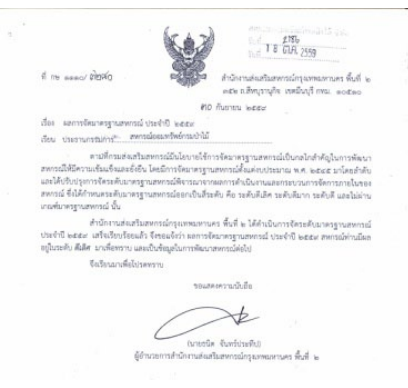 2786
18 ต.ค. 2559
ที่ กษ ๑๑๑๐/
สำนักงานส่งเสริมสหกรณ์กรุงเทพมหานคร พื้นที่ ๒
๓๕๒ ถ.สีหบุรานุกิจ เขตมีนบุรี กทม. ๑๐๕๑๐
๓๐ กันยายน ๒๕๕๙
เรื่อง ผลการจัดมาตรฐานสหกรณ์ ประจำปี ๒๕๕๙
เรียน ประธานกรรมการ สหกรณ์ออมทรัพย์กรมป่าไม้
ตามที่กรมส่งเสริมสหกรณ์มีนโยบายใช้การจัดมาตรฐานสหกรณ์เป็นกลไกสำคัญในการพัฒนา
สหกรณ์ให้มีความเข้มแข็งและยั่งยืน โดยมีการจัดมาตรฐานสหกรณ์ตั้งแต่งบประมาณ พ.ศ. ๒๕๔๕ มาโดยลำดับ
และได้ปรับปรุงการจัดระดับมาตรฐานสหกรณ์พิจารณาจากผลการดำเนินงานและกระบวนการจัดการภายในของ
สหกรณ์ ซึ่งได้กำหนดระดับมาตรฐานสหกรณ์ออกเป็นสี่ระดับ คือ ระดับดีเลิศ ระดับดีมาก ระดับดี และไม่ผ่าน
เกณฑ์มาตรฐานสหกรณ์ นั้น
สำนักงานส่งเสริมสหกรณ์กรุงเทพมหานคร พื้นที่ ๒ ได้ดำเนินการจัดระดับมาตรฐานสหกรณ์
ประจำปี ๒๕๕๙ เสร็จเรียบร้อยแล้ว จึงขอแจ้งว่า ผลการจัดมาตรฐานสหกรณ์ ประจำปี ๒๕๕๙ สหกรณ์ท่านมีผล
อยู่ในระดับ ดีเลิศ มาเพื่อทราบ และเป็นข้อมูลในการพัฒนาสหกรณ์ต่อไป
จึงเรียนมาเพื่อโปรดทราบ
ขอแสดงความนับถือ
(นายชนิด จันทร์ประทีป)
ผู้อำนวยการสำนักงานส่งเสริมสหกรณ์กรุงเทพมหานคร พื้นที่ ๒